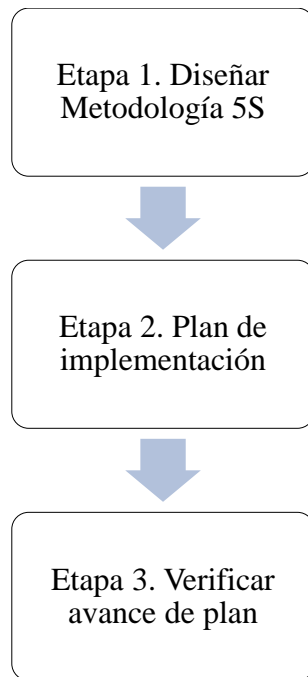 Etapa 1. Diseñar
Metodología 5S
Etapa 2. Plan de
implementación
Etapa 3. Verificar
avance de plan